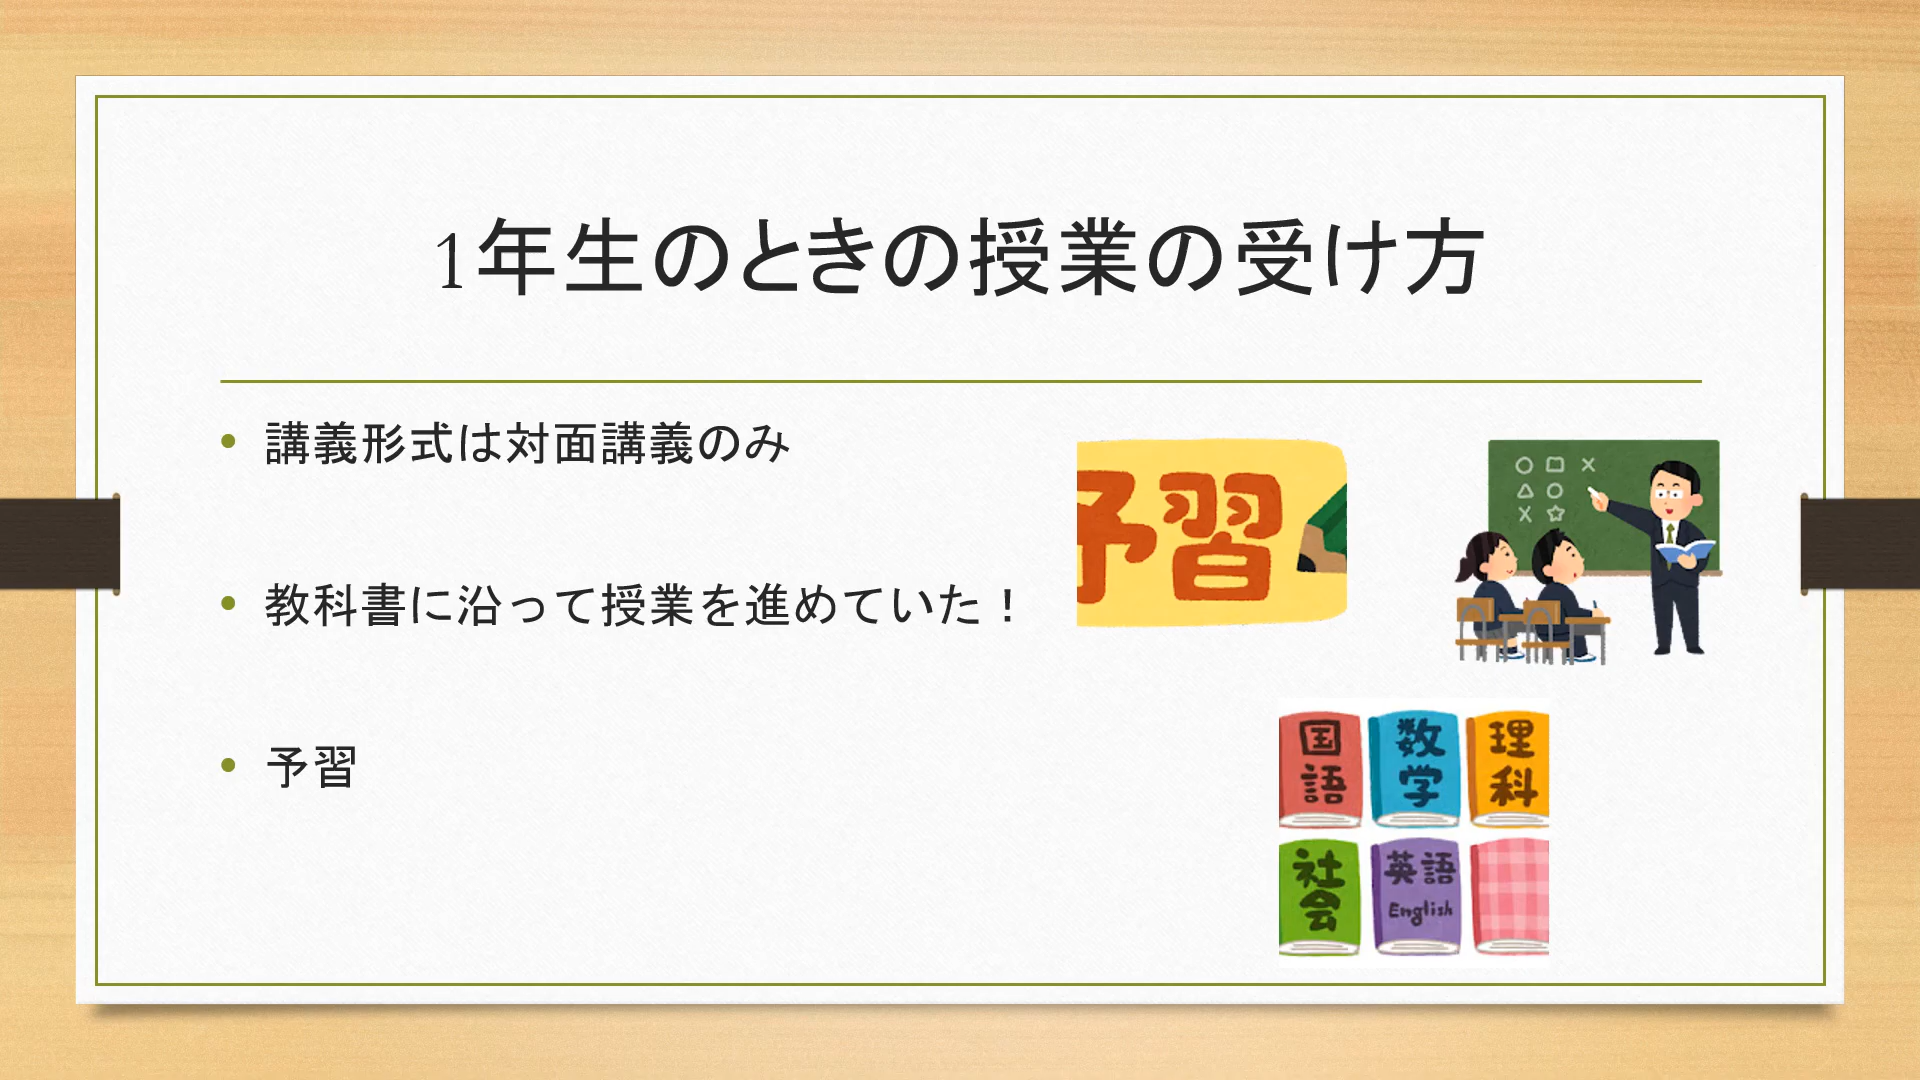 1年生のときの授業の受け方
• 講義形式は対面講義のみ
• 教科書に沿って授業を進めていた！
• 予習
予習
国語
数学
理科
社会
英語
English